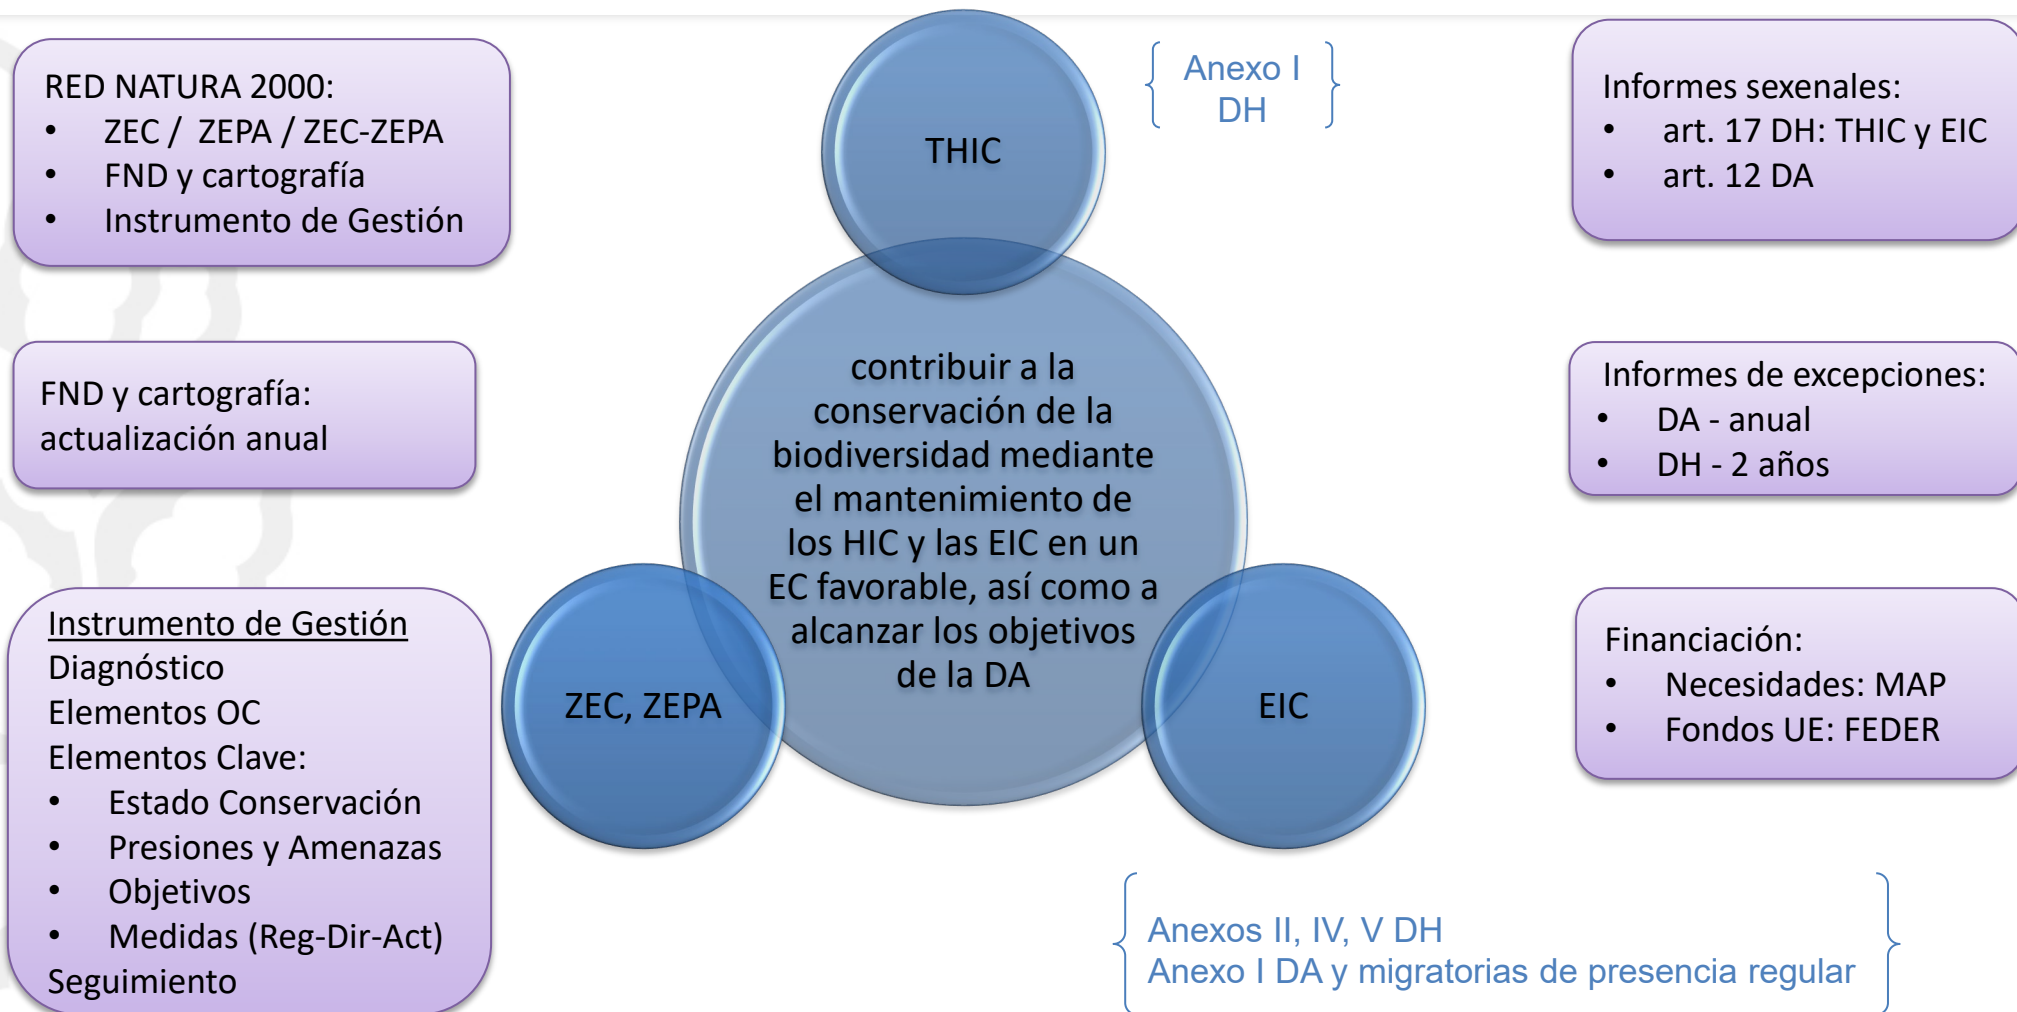 RED NATURA 2000:
• ZEC / ZEPA / ZEC-ZEPA
• FND y cartografía
• Instrumento de Gestión
FND y cartografía:
actualización anual
Instrumento de Gestión
Diagnóstico
Elementos OC
Elementos Clave:
• Estado Conservación
• Presiones y Amenazas
• Objetivos
• Medidas (Reg-Dir-Act)
Seguimiento
THIC
Anexo I
DH
contribuir a la
conservación de la
biodiversidad mediante
el mantenimiento de
los HIC y las EIC en un
EC favorable, así como a
alcanzar los objetivos
de la DA
ZEC, ZEPA
EIC
Anexos II, IV, V DH
Anexo I DA y migratorias de presencia regular
Informes sexenales:
• art. 17 DH: THIC y EIC
• art. 12 DA
Informes de excepciones:
• DA - anual
• DH - 2 años
Financiación:
• Necesidades: MAP
• Fondos UE: FEDER